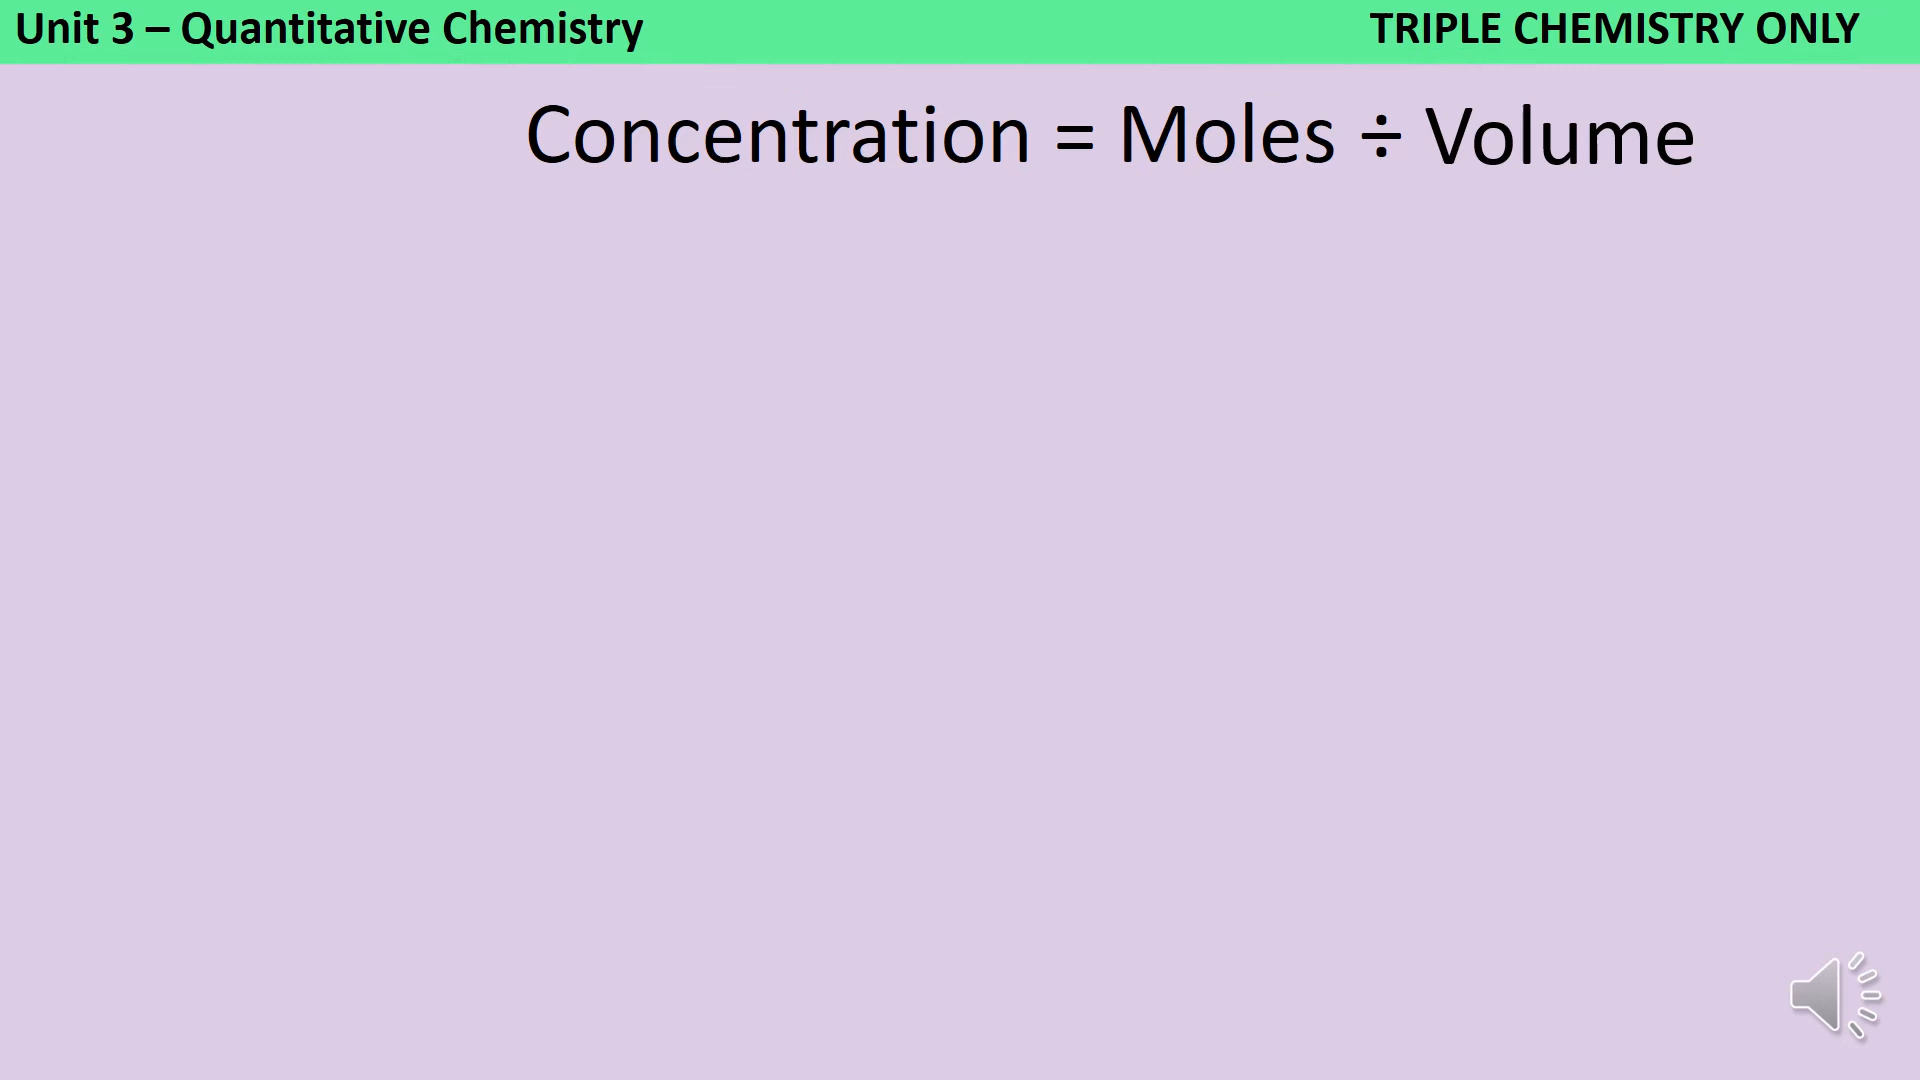 Unit 3 – Quantitative Chemistry
TRIPLE CHEMISTRY ONLY
Concentration = Moles ÷ Volume